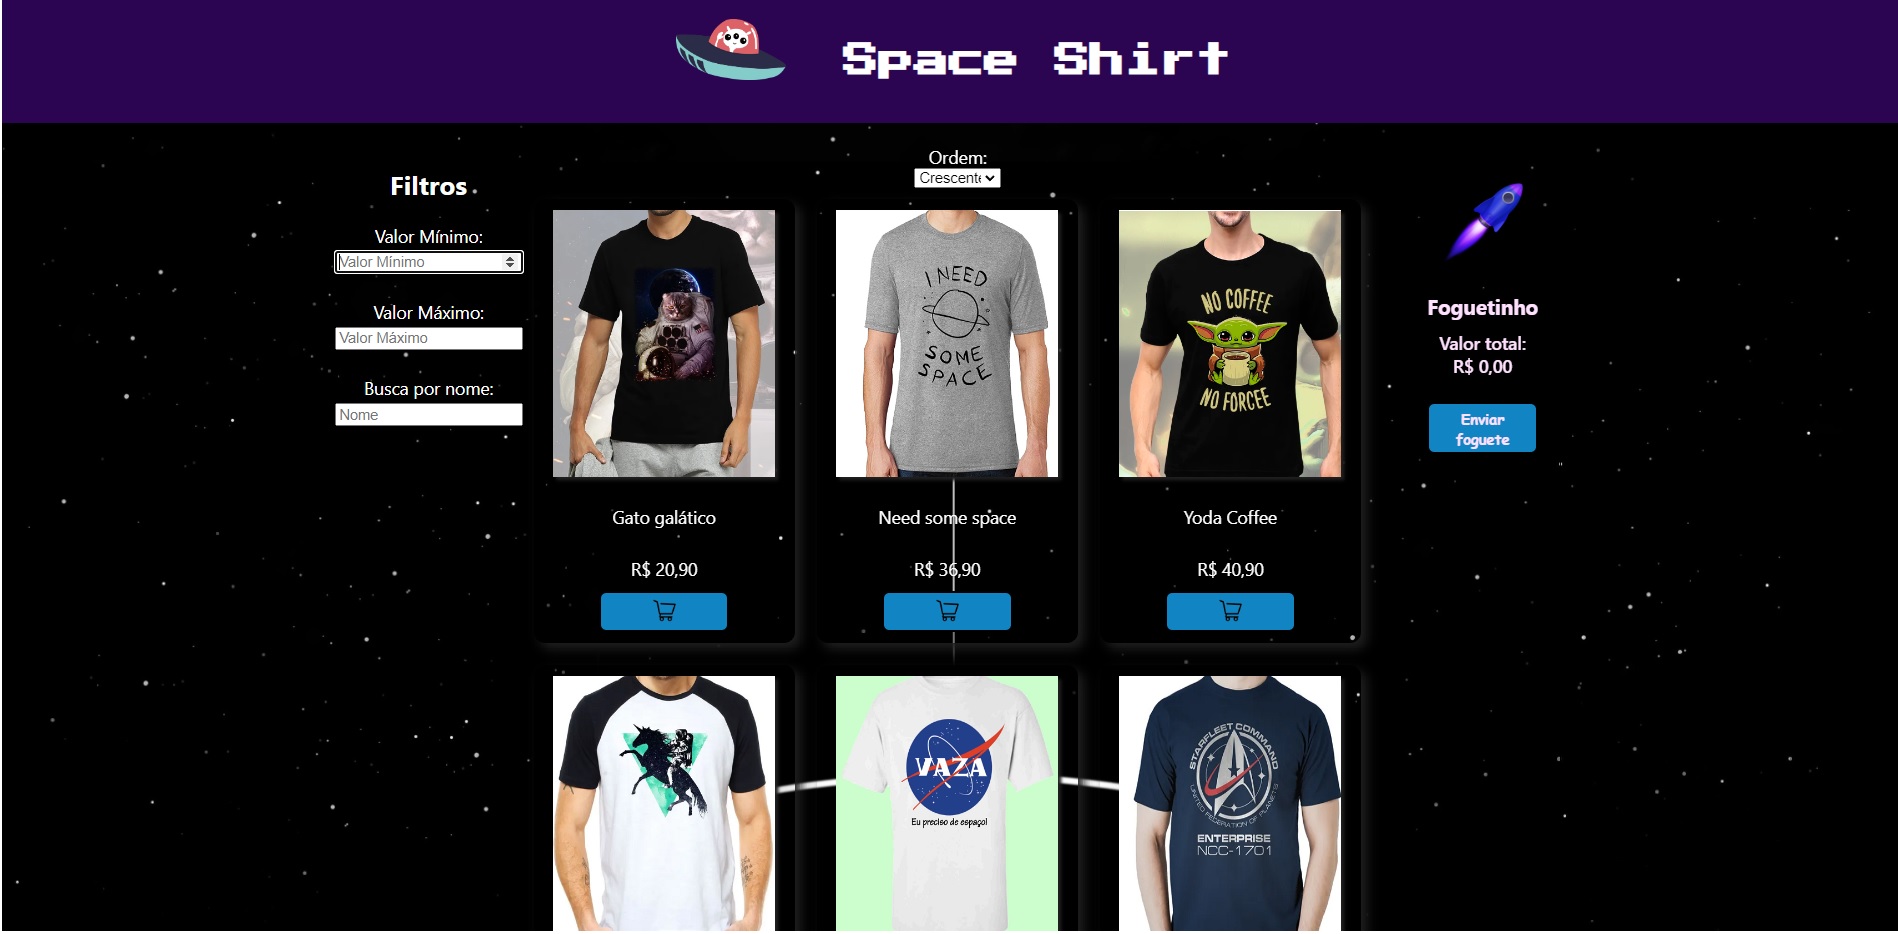 Space Shirt
Filtros
Valor Mínimo:
Valor Mínimo
Valor Máximo:
Valor Máximo
Busca por nome:
Nome
Ordem:
Crescente
I NEED
SOME
SPACE
NO COFFEE
NO FORCEE
Gato galático
R$ 20,90
Need some space
R$ 36,90
Yoda Coffee
R$ 40,90
VAZA
Eu preciso de espaço!
STARFLEET COMMAND
UNITED FEDERATION OF PLANETS
ENTERPRISE
NCC-1701
Foguetinho
Valor total:
R$ 0,00
Enviar
foguete